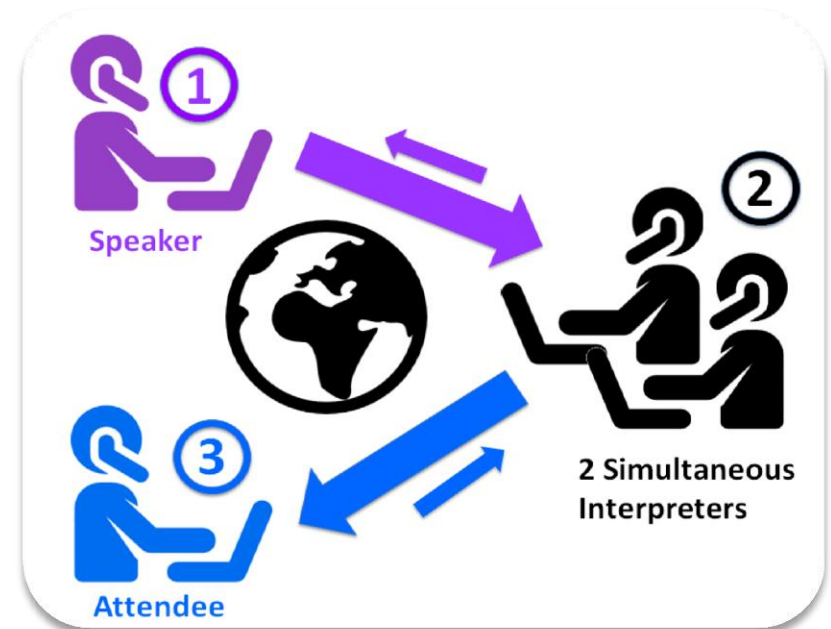 1
Speaker
2
2 Simultaneous
Interpreters
3
Attendee